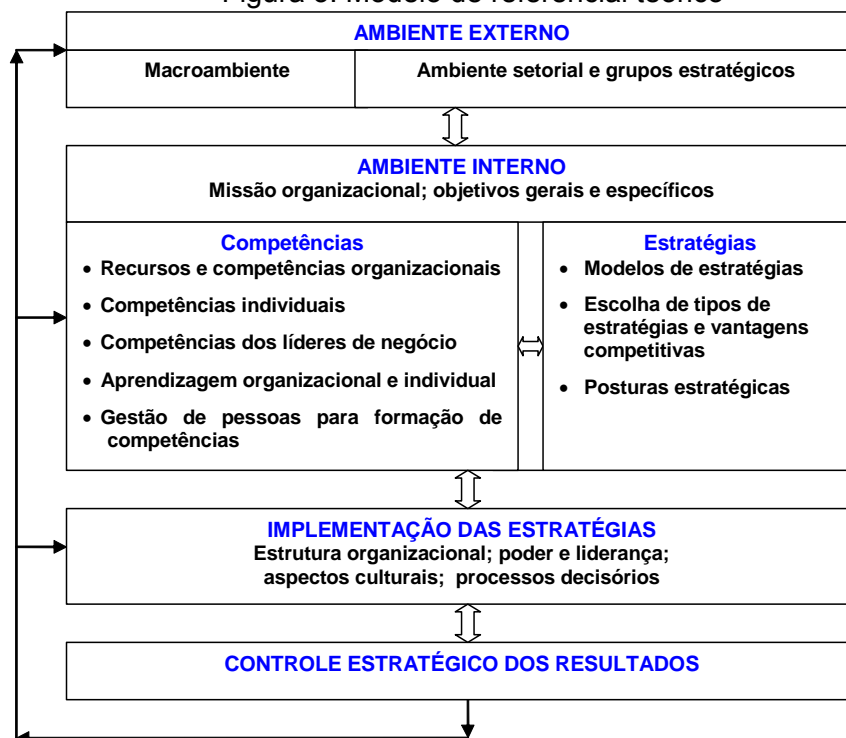 Figura Modelo de referencial teórico
AMBIENTE EXTERNO
Macroambiente
Ambiente setorial e grupos estratégicos
AMBIENTE INTERNO
Missão organizacional; objetivos gerais e específicos
Competências
• Recursos e competências organizacionais
• Competências individuais
• Competências dos líderes de negócio
• Aprendizagem organizacional e individual
• Gestão de pessoas para formação de
competências
Estratégias
• Modelos de estratégias
• Escolha de tipos de
estratégias e vantagens
competitivas
• Posturas estratégicas
IMPLEMENTAÇÃO DAS ESTRATÉGIAS
Estrutura organizacional; poder e liderança;
aspectos culturais; processos decisórios
CONTROLE ESTRATÉGICO DOS RESULTADOS